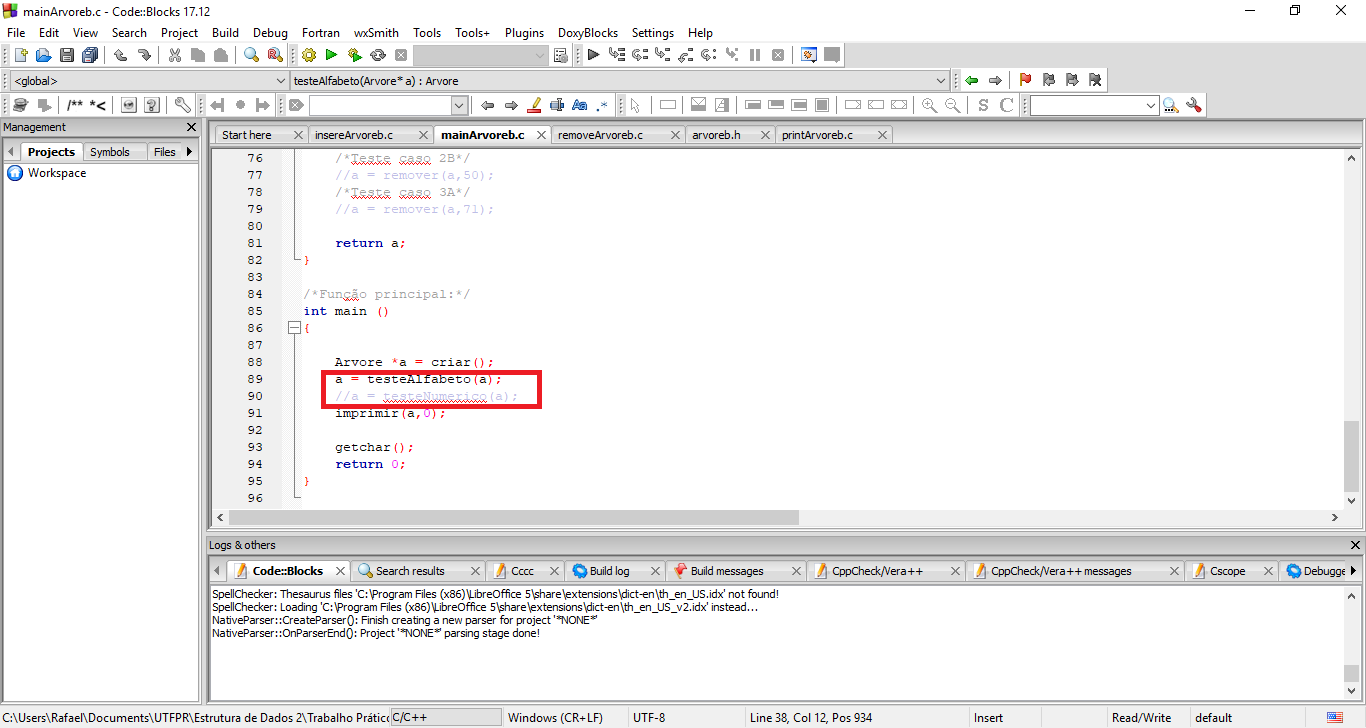 mainArvoreb.c - Code::Blocks 17.12
File Edit View Search Project Build Debug Fortran wxSmith Tools Tools+ Plugins DoxyBlocks Settings Help
<global> testeAlfabeto(Arvore* a) : Arvore
/** *< Aa .* S C
Management
Projects Symbols Files
Workspace
Start here insereArvoreb.c mainArvoreb.c removeArvoreb.c arvoreb.h printArvoreb.c
76 /*Teste caso 2B*/
77 //a = remover(a,50);
78 /*Teste caso 3A*/
79 //a = remover(a,71);
80
81 return a;
82 }
83
84 /*Função principal:*/
85 int main ()
86 {
87
88 Arvore *a = criar();
89 a = testeAlfabeto(a);
90 //a = testeNumerico(a);
91 imprimir(a,0);
92
93 getchar();
94 return 0;
95 }
96
Logs & others
Code::Blocks Search results Cccc Build log Build messages CppCheck/Vera++ CppCheck/Vera++ messages Cscope Debugge
SpellChecker: Thesaurus files 'C:\Program Files (x86)\LibreOffice 5\share\extensions\dict-en\th_en_US.idx' not found!
SpellChecker: Loading 'C:\Program Files (x86)\LibreOffice 5\share\extensions\dict-en\th_en_US_v2.idx' instead...
NativeParser::CreateParser(): Finish creating a new parser for project '*NONE*'
NativeParser::OnParserEnd(): Project '*NONE*' parsing stage done!
C:\Users\Rafael\Documents\UTFPR\Estrutura de Dados 2\Trabalho Prátic C/C++ Windows (CR+LF) UTF-8 Line 38, Col 12, Pos 934 Insert Read/Write default